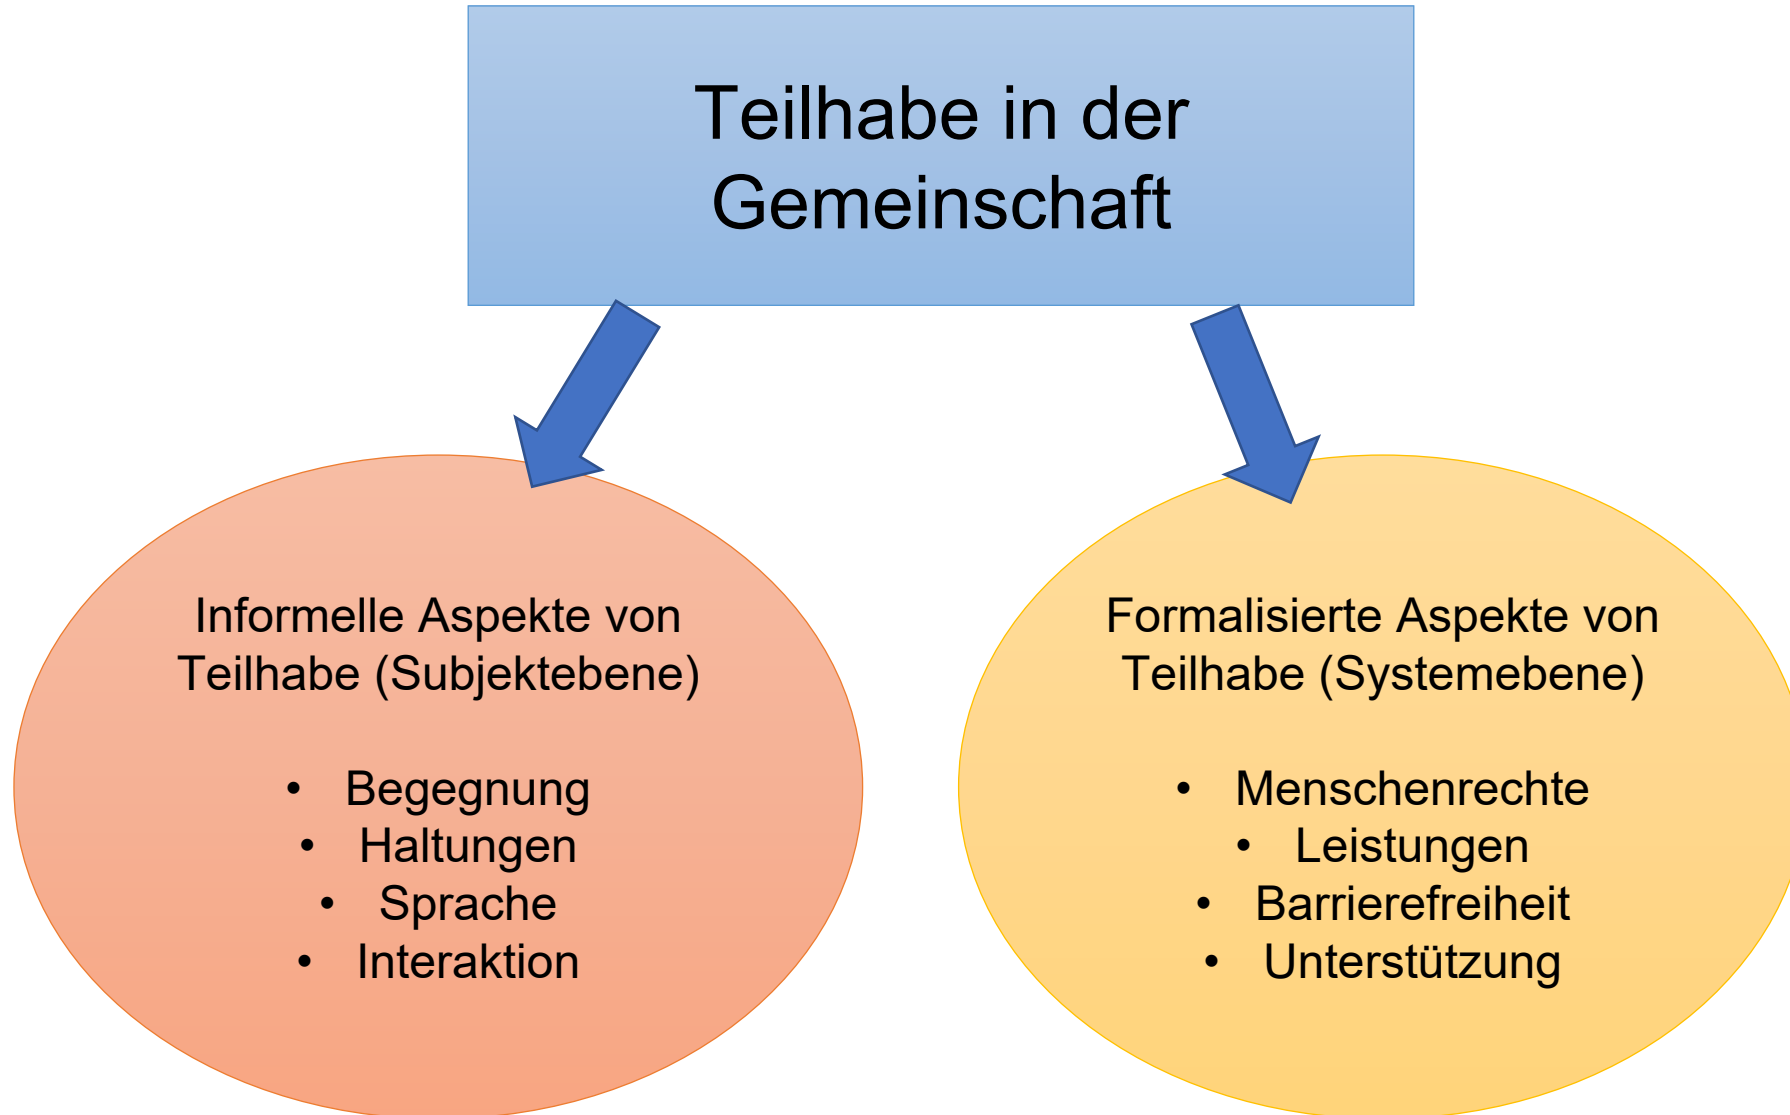 Teilhabe in der
Gemeinschaft
Informelle Aspekte von
Teilhabe (Subjektebene)
• Begegnung
• Haltungen
• Sprache
• Interaktion
Formalisierte Aspekte von
Teilhabe (Systemebene)
• Menschenrechte
• Leistungen
• Barrierefreiheit
• Unterstützung